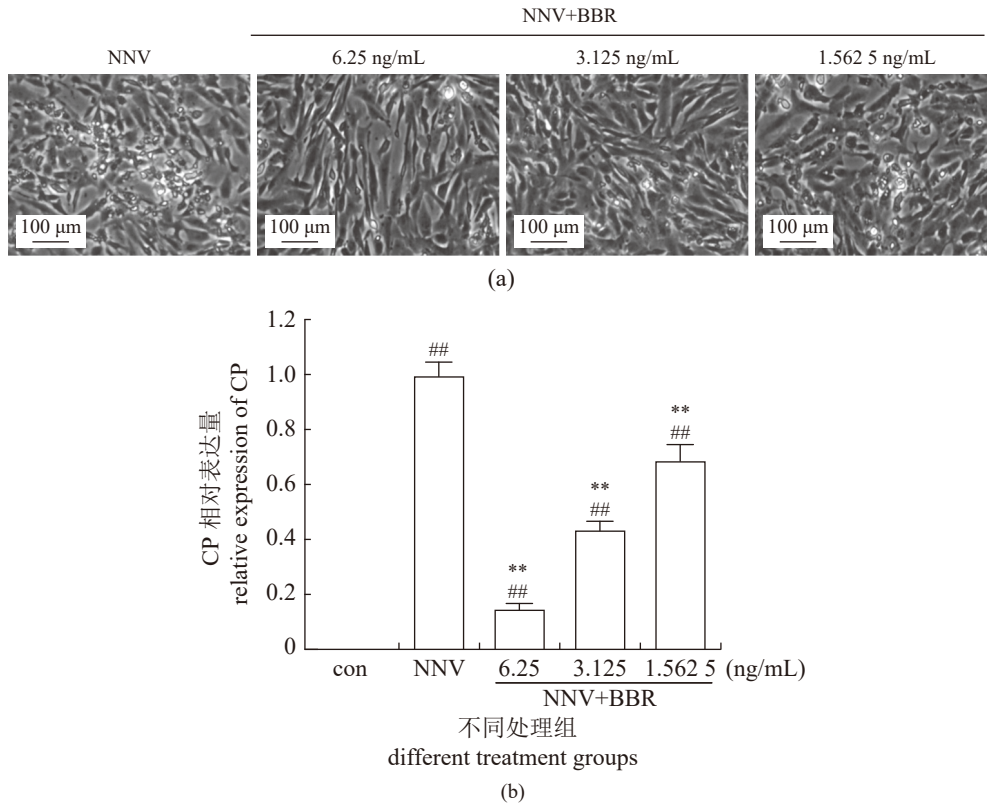 NNV+BBR
NNV
6.25 ng/mL
3.125 ng/mL
1.562 5 ng/mL
100 μm
100 μm
100 μm
100 μm
(a)
CP 相对表达量
relative expression of CP
1.2
1.0
0.8
0.6
0.4
0.2
0
##
**
##
**
##
**
##
con
NNV
6.25
3.125
1.562 5
(ng/mL)
NNV+BBR
不同处理组
different treatment groups
(b)